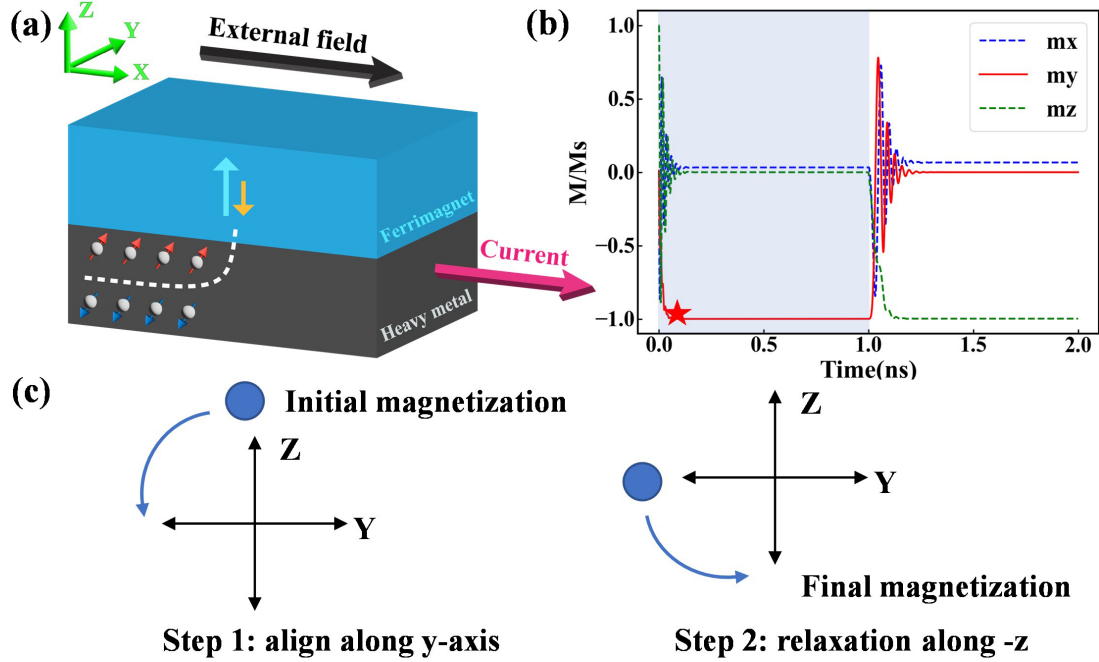 (a)
Z
Y
X
External field
Ferrimagnet
Current
Heavy metal
(b)
mx
my
mz
M/Ms
1.0
0.5
0.0
−0.5
−1.0
0.0 0.5 1.0 1.5 2.0
Time(ns)
(c)
Initial magnetization
Z
Y
Step 1: align along y-axis
Z
Y
Final magnetization
Step 2: relaxation along -z